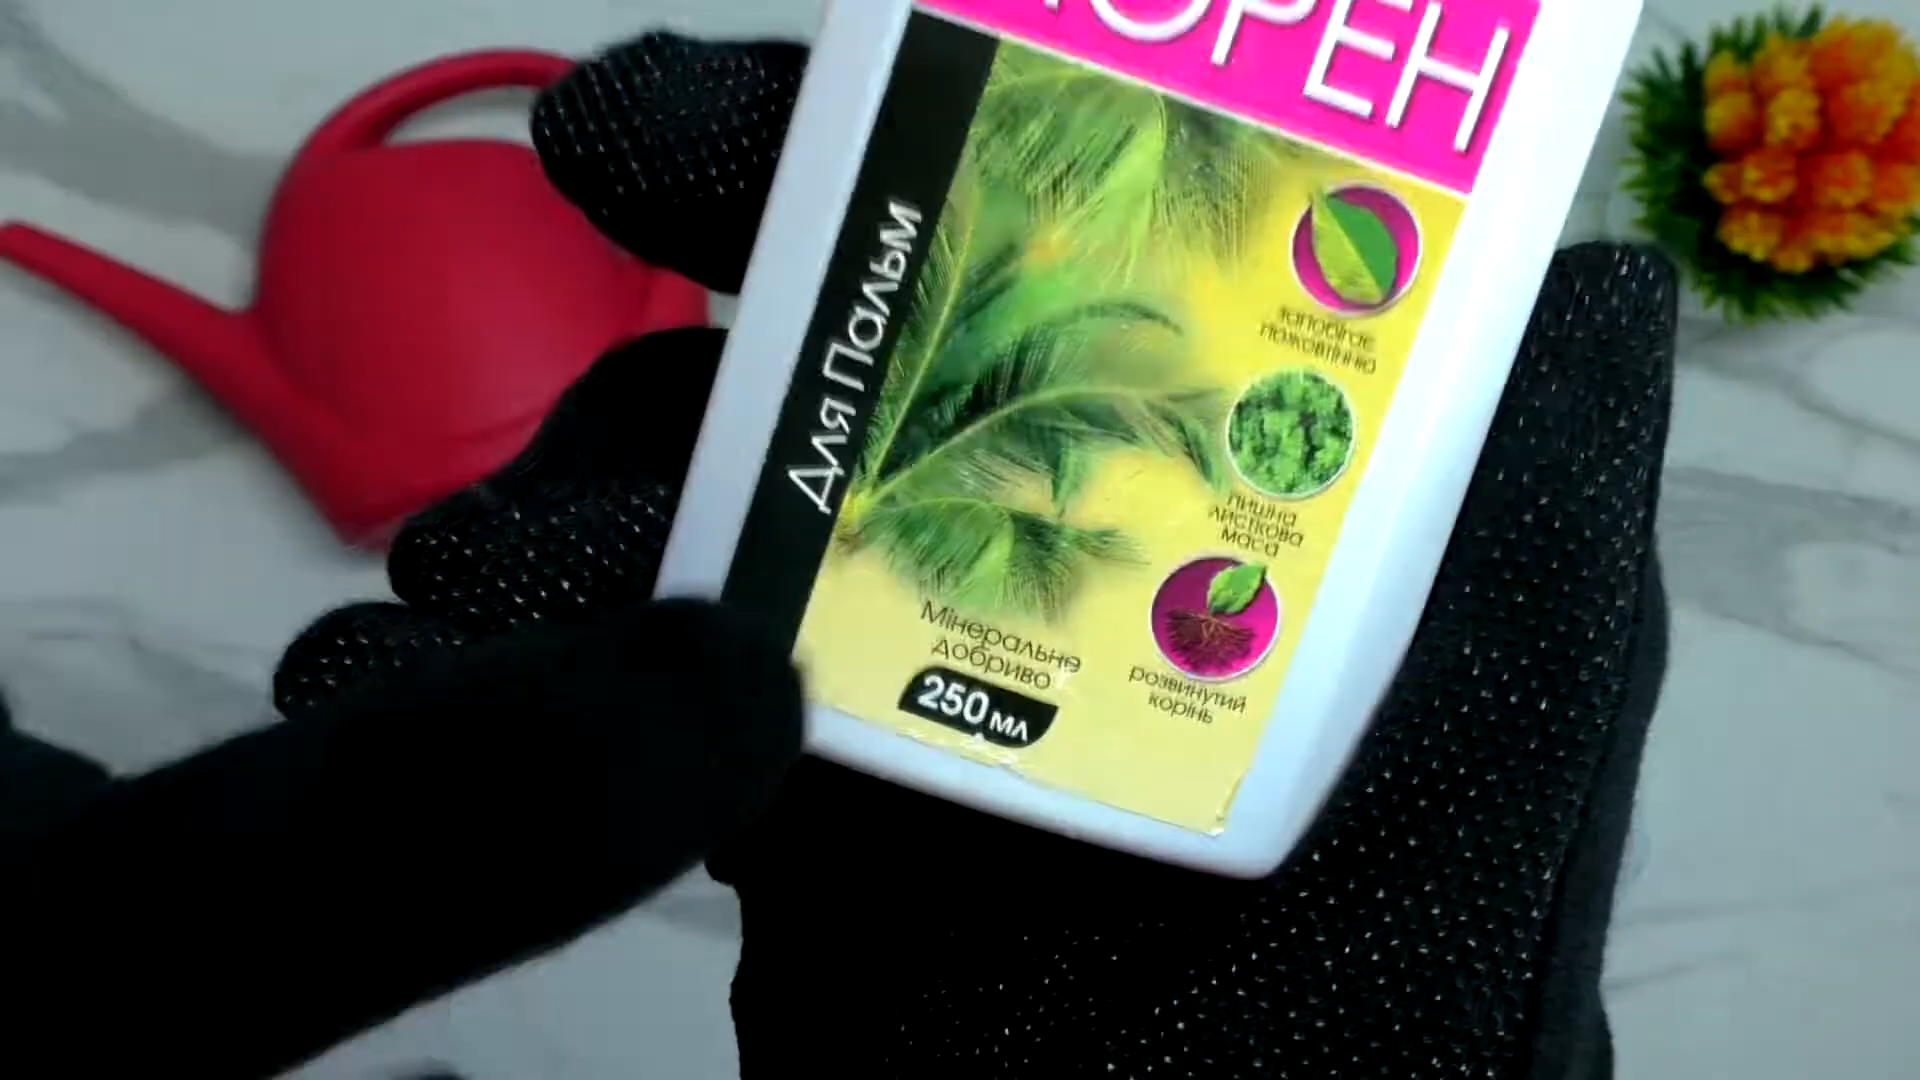 ОРЕН
Для Пальм
запобігає
пожовтінню
пишна
листкова
маса
розвинутий
корінь
Мінеральне
добриво
250 мл